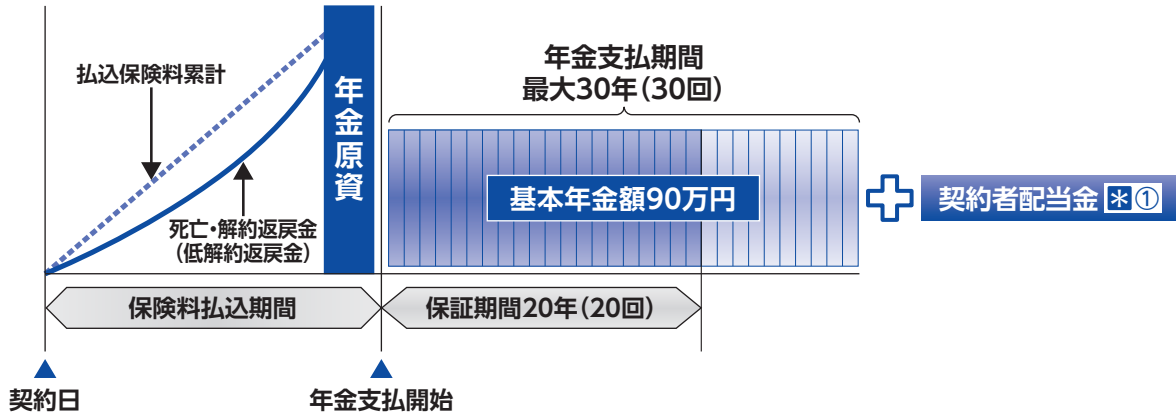 払込保険料累計
年金原資
年金支払期間
最大30年(30回)
基本年金額90万円
契約者配当金 *①
死亡・解約返戻金
(低解約返戻金)
保険料払込期間
保証期間20年(20回)
契約日
年金支払開始